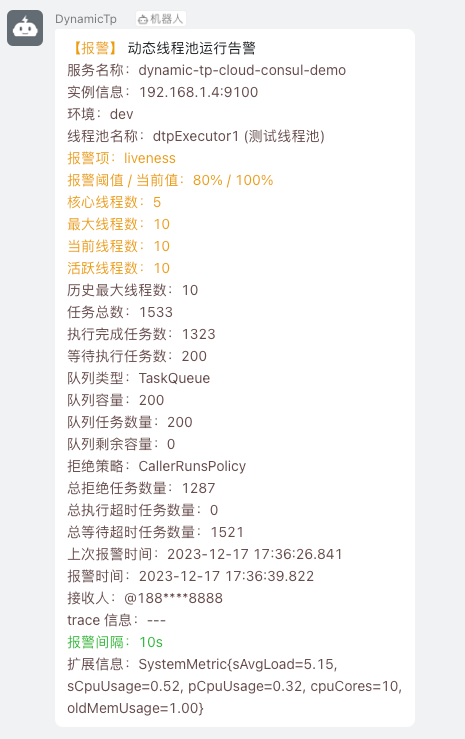 DynamicTp 机器人
【报警】 动态线程池运行告警
服务名称：dynamic-tp-cloud-consul-demo
实例信息：192.168.1.4:9100
环境：dev
线程池名称：dtpExecutor1 (测试线程池)
报警项：liveness
报警阈值 / 当前值：80% / 100%
核心线程数：5
最大线程数：10
当前线程数：10
活跃线程数：10
历史最大线程数：10
任务总数：1533
执行完成任务数：1323
等待执行任务数：200
队列类型：TaskQueue
队列容量：200
队列任务数量：200
队列剩余容量：0
拒绝策略：CallerRunsPolicy
总拒绝任务数量：1287
总执行超时任务数量：0
总等待超时任务数量：1521
上次报警时间：2023-12-17 17:36:26.841
报警时间：2023-12-17 17:36:39.822
接收人：@188****8888
trace 信息：---
报警间隔：10s
扩展信息：SystemMetric{sAvgLoad=5.15,
sCpuUsage=0.52, pCpuUsage=0.32, cpuCores=10,
oldMemUsage=1.00}